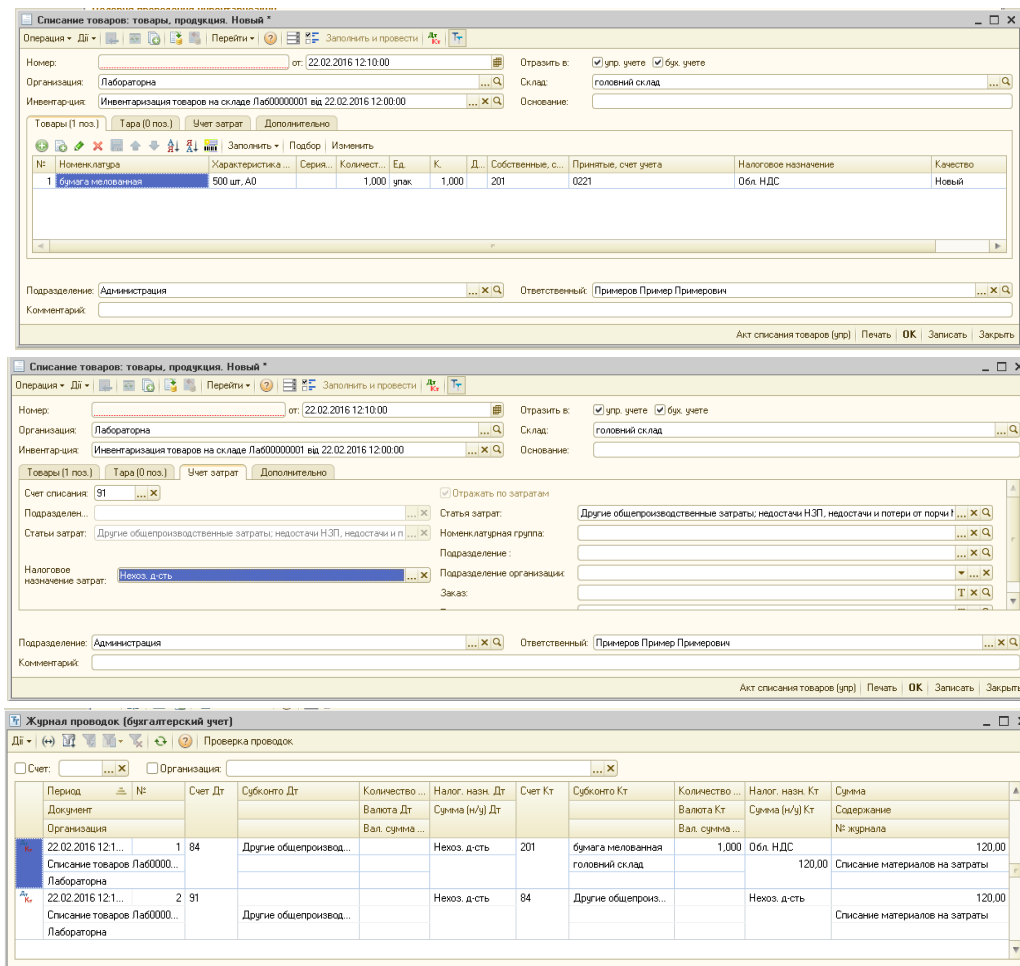 Списание товаров: товары, продукция. Новый *
Операция Дії Перейти Заполнить и провести
Номер: от: 22.02.2016 12:10:00 Отразить в: упр. учете бух. учете
Организация: Лабораторна ... Склад: головний склад ...
Инвентар-ция: Инвентаризация товаров на складе Лаб00000001 від 22.02.2016 12:00:00 ... Основание:
Товары (1 поз.) Тара (0 поз.) Учет затрат Дополнительно
Заполнить Подбор Изменить
№ Номенклатура Характеристика ... Серия... Количест... Ед. К. Д... Собственные, с... Принятые, счет учета Налоговое назначение Качество
1 бумага мелованная 500 шт, А0 1,000 упак 1,000 201 0221 Обл. НДС Новый
Подразделение: Администрация ... Ответственный: Примеров Пример Примерович ...
Комментарий:
Акт списания товаров (упр) Печать ОК Записать Закрыть
Списание товаров: товары, продукция. Новый *
Операция Дії Перейти Заполнить и провести
Номер: от: 22.02.2016 12:10:00 Отразить в: упр. учете бух. учете
Организация: Лабораторна ... Склад: головний склад ...
Инвентар-ция: Инвентаризация товаров на складе Лаб00000001 від 22.02.2016 12:00:00 ... Основание:
Товары (1 поз.) Тара (0 поз.) Учет затрат Дополнительно
Счет списания: 91 ... Отражать по затратам
Подразделен... ... Статья затрат: Другие общепроизводственные затраты; недостачи НЗП, недостачи и потери от порчи ...
Статьи затрат: Другие общепроизводственные затраты; недостачи НЗП, недостачи и п ... Номенклатурная группа: ...
Подразделение : ...
Налоговое назначение затрат: Нехоз. д-сть ... Подразделение организации: ...
Заказ: T
Подразделение: Администрация ... Ответственный: Примеров Пример Примерович ...
Комментарий:
Акт списания товаров (упр) Печать ОК Записать Закрыть
Журнал проводок (бухгалтерский учет)
Дії Проверка проводок
Счет: ... Организация: ...
Период № Счет Дт Субконто Дт Количество ... Налог. назн. Дт Счет Кт Субконто Кт Количество ... Налог. назн. Кт Сумма
Документ Валюта Дт Сумма (н/у) Дт Валюта Кт Сумма (н/у) Кт Содержание
Организация Вал. сумма ... Вал. сумма ... № журнала
22.02.2016 12:1... 1 84 Другие общепроизвод... Нехоз. д-сть 201 бумага мелованная 1,000 Обл. НДС 120,00
Списание товаров Лаб0000... головний склад 120,00 Списание материалов на затраты
Лабораторна
22.02.2016 12:1... 2 91 Нехоз. д-сть 84 Другие общепроиз... Нехоз. д-сть 120,00
Списание товаров Лаб0000... Другие общепроизвод... Списание материалов на затраты
Лабораторна